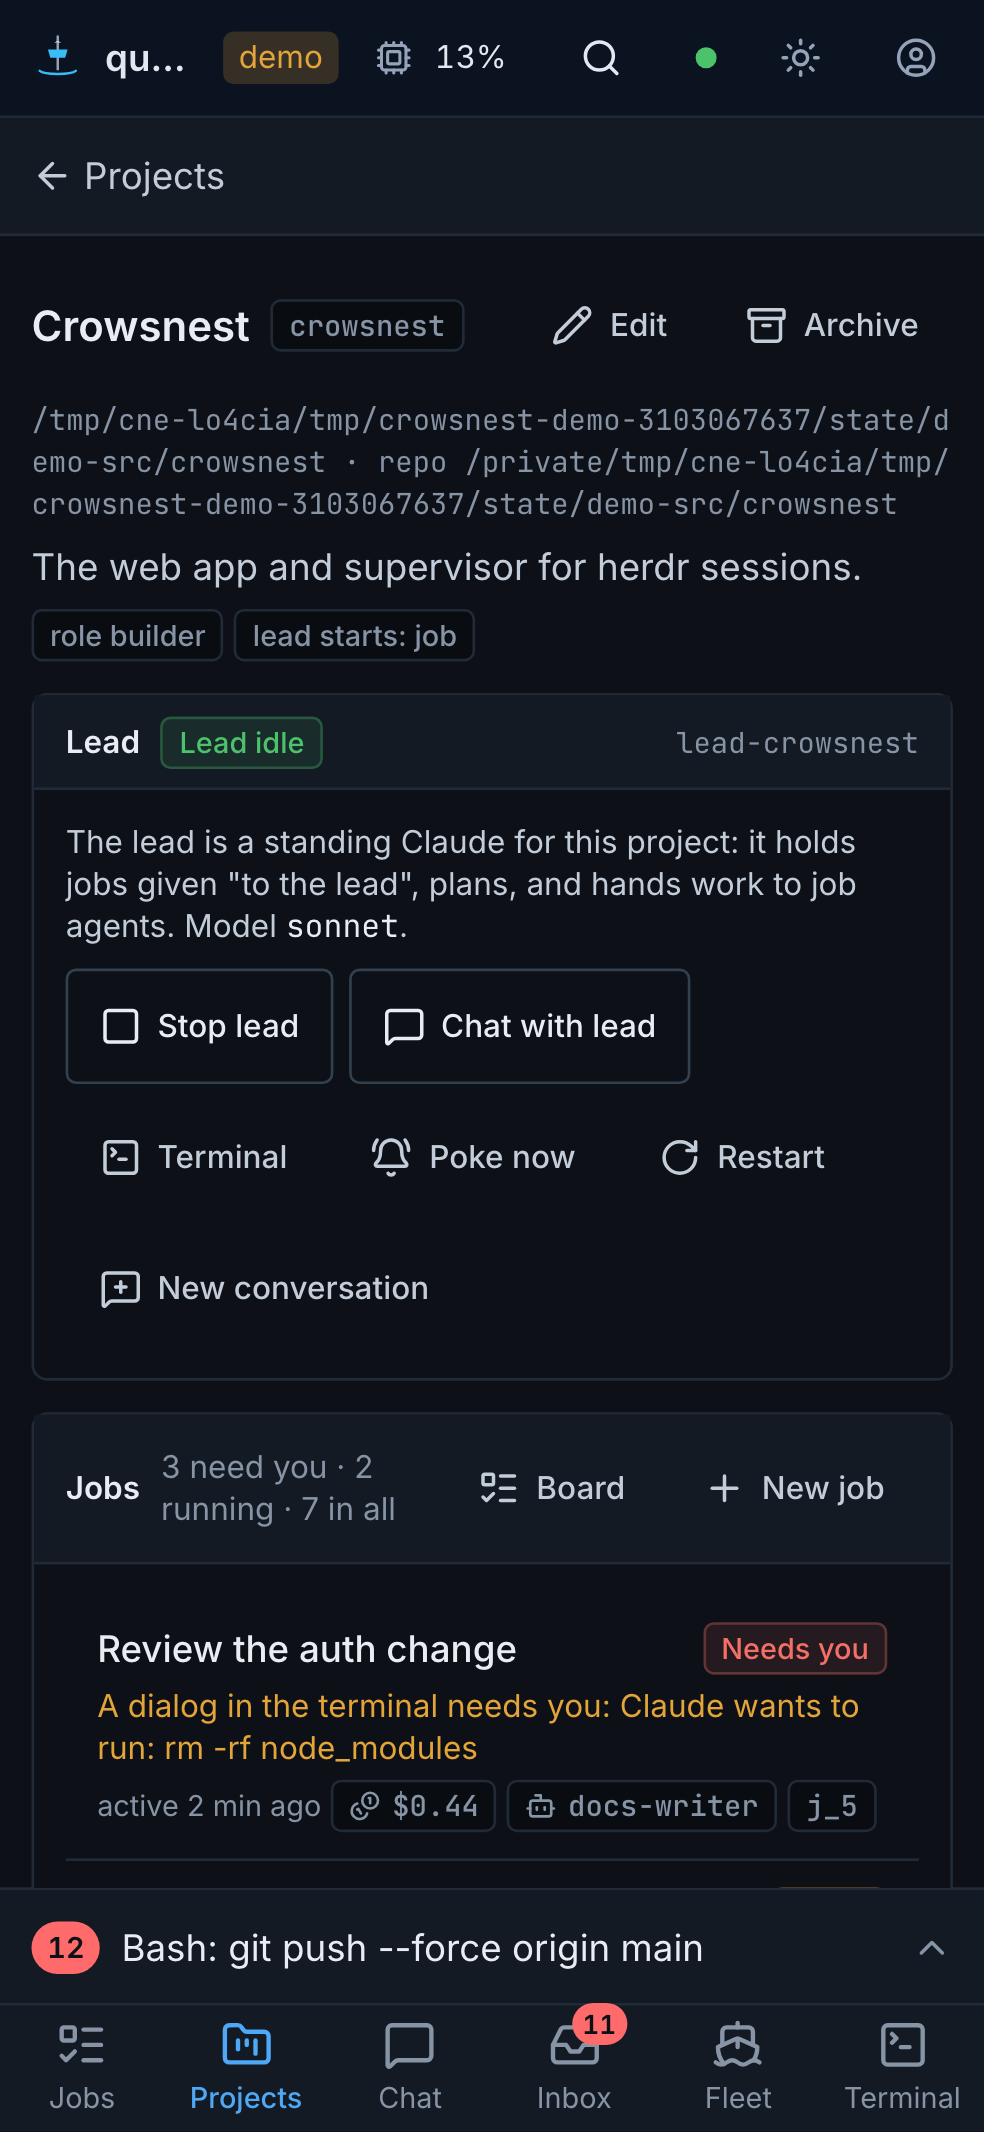 qu...
demo
13%
Projects
Crowsnest
crowsnest
Edit
Archive
/tmp/cne-lo4cia/tmp/crowsnest-demo-3103067637/state/d
emo-src/crowsnest · repo /private/tmp/cne-lo4cia/tmp/
crowsnest-demo-3103067637/state/demo-src/crowsnest
The web app and supervisor for herdr sessions.
role builder
lead starts: job
Lead
Lead idle
lead-crowsnest
The lead is a standing Claude for this project: it holds
jobs given "to the lead", plans, and hands work to job
agents. Model sonnet.
Stop lead
Chat with lead
Terminal
Poke now
Restart
New conversation
Jobs
3 need you · 2
running · 7 in all
Board
New job
Review the auth change
Needs you
A dialog in the terminal needs you: Claude wants to
run: rm -rf node_modules
active 2 min ago
$0.44
docs-writer
j_5
12
Bash: git push --force origin main
11
Jobs
Projects
Chat
Inbox
Fleet
Terminal